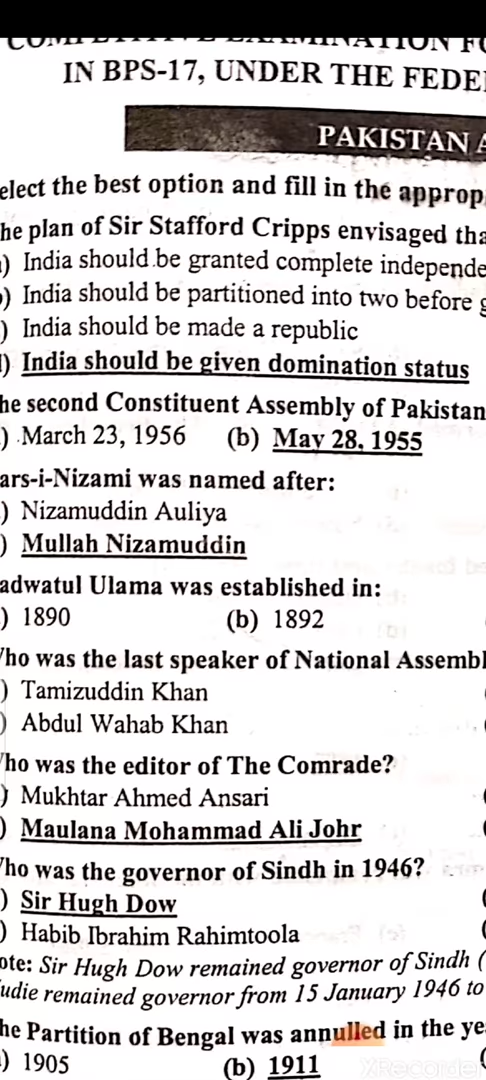 COMPETITIVE EXAMINATION FO
IN BPS-17, UNDER THE FEDE
PAKISTAN A
elect the best option and fill in the approp
he plan of Sir Stafford Cripps envisaged tha
) India should be granted complete independe
) India should be partitioned into two before g
) India should be made a republic
) India should be given domination status
he second Constituent Assembly of Pakistan
) March 23, 1956 (b) May 28, 1955
ars-i-Nizami was named after:
) Nizamuddin Auliya
) Mullah Nizamuddin
adwatul Ulama was established in:
) 1890 (b) 1892
ho was the last speaker of National Assembl
) Tamizuddin Khan
) Abdul Wahab Khan
ho was the editor of The Comrade?
) Mukhtar Ahmed Ansari
) Maulana Mohammad Ali Johr
ho was the governor of Sindh in 1946?
) Sir Hugh Dow
) Habib Ibrahim Rahimtoola
ote: Sir Hugh Dow remained governor of Sindh (
udie remained governor from 15 January 1946 to
he Partition of Bengal was annulled in the ye
) 1905 (b) 1911
XRecorder